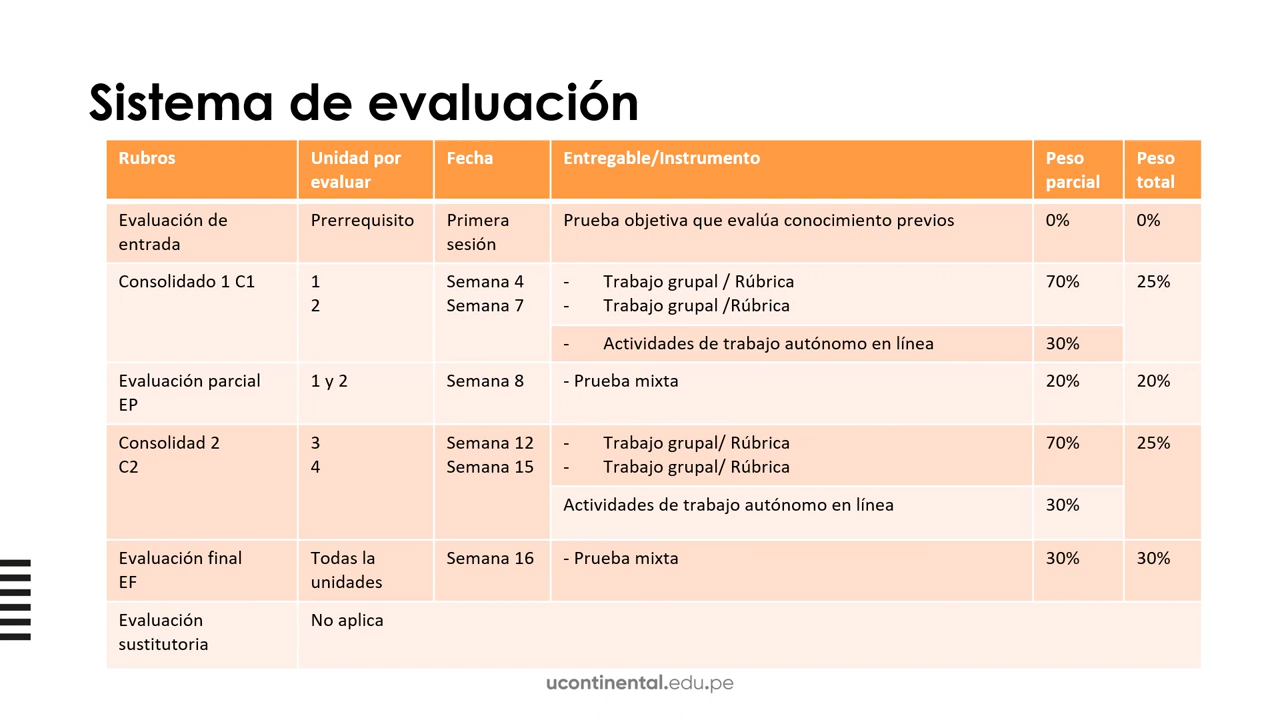 Sistema de evaluación
Rubros
Unidad por
evaluar
Fecha
Entregable/Instrumento
Peso
parcial
Peso
total
Evaluación de
entrada
Prerrequisito
Primera
sesión
Prueba objetiva que evalúa conocimiento previos
0%
0%
Consolidado 1 C1
1
2
Semana 4
Semana 7
- Trabajo grupal / Rúbrica
- Trabajo grupal /Rúbrica
70%
25%
- Actividades de trabajo autónomo en línea
30%
Evaluación parcial
EP
1 y 2
Semana 8
- Prueba mixta
20%
20%
Consolidad 2
C2
3
4
Semana 12
Semana 15
- Trabajo grupal/ Rúbrica
- Trabajo grupal/ Rúbrica
70%
25%
Actividades de trabajo autónomo en línea
30%
Evaluación final
EF
Todas la
unidades
Semana 16
- Prueba mixta
30%
30%
Evaluación
sustitutoria
No aplica
ucontinental.edu.pe